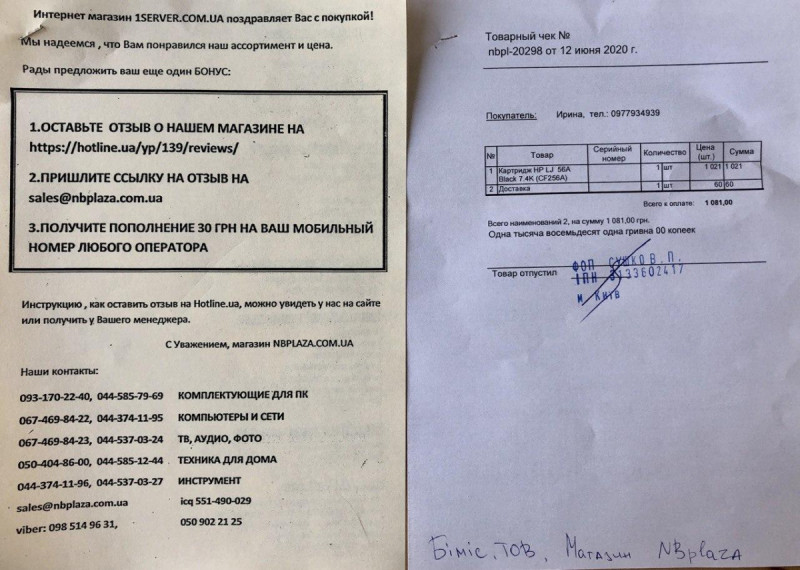 Интернет магазин 1SERVER.COM.UA поздравляет Вас с покупкой!
Мы надеемся , что Вам понравился наш ассортимент и цена.
Рады предложить ваш еще один БОНУС:
1.ОСТАВЬТЕ ОТЗЫВ О НАШЕМ МАГАЗИНЕ НА
https://hotline.ua/yp/139/reviews/
2.ПРИШЛИТЕ ССЫЛКУ НА ОТЗЫВ НА
sales@nbplaza.com.ua
3.ПОЛУЧИТЕ ПОПОЛНЕНИЕ 30 ГРН НА ВАШ МОБИЛЬНЫЙ
НОМЕР ЛЮБОГО ОПЕРАТОРА
Инструкцию , как оставить отзыв на Hotline.ua, можно увидеть у нас на сайте
или получить у Вашего менеджера.
С Уважением, магазин NBPLAZA.COM.UA
Наши контакты:
093-170-22-40, 044-585-79-69 КОМПЛЕКТУЮЩИЕ ДЛЯ ПК
067-469-84-22, 044-374-11-95 КОМПЬЮТЕРЫ И СЕТИ
067-469-84-23, 044-537-03-24 ТВ, АУДИО, ФОТО
050-404-86-00, 044-585-12-44 ТЕХНИКА ДЛЯ ДОМА
044-374-11-96, 044-537-03-27 ИНСТРУМЕНТ
sales@nbplaza.com.ua icq 551-490-029
viber: 098 514 96 31, 050 902 21 25
Товарный чек №
nbpl-20298 от 12 июня 2020 г.
Покупатель: Ирина, тел.: 0977934939
№ Товар Серийный номер Количество Цена (шт.) Сумма
1 Картридж HP LJ 56A 1 шт 1 021 1 021
Black 7.4K (CF256A)
2 Доставка 1 шт 60 60
Всего к оплате: 1 081,00
Всего наименований 2, на сумму 1 081,00 грн.
Одна тысяча восемьдесят одна гривна 00 копеек
Товар отпустил
ФОП СУШКО В.П.
ІПН 3133602417
м. Київ
Біміс, ТОВ, Магазин NBplaza